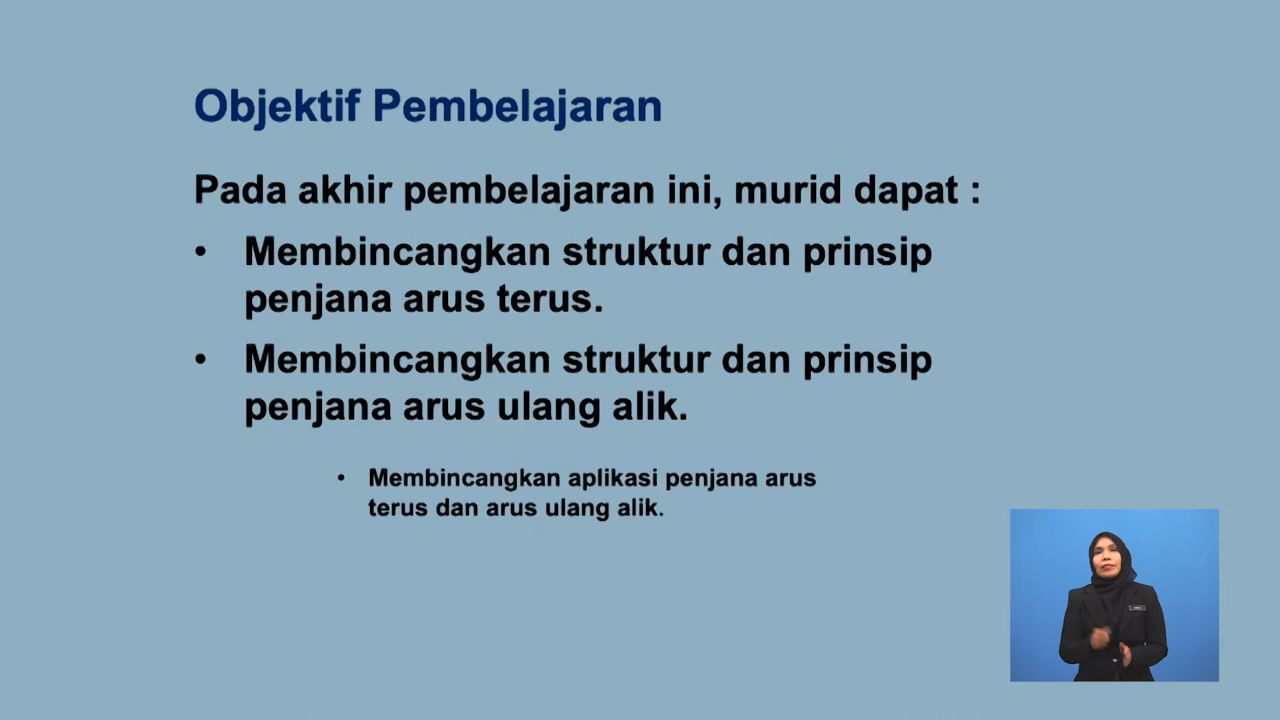 Objektif Pembelajaran
Pada akhir pembelajaran ini, murid dapat :
• Membincangkan struktur dan prinsip
penjana arus terus.
• Membincangkan struktur dan prinsip
penjana arus ulang alik.
• Membincangkan aplikasi penjana arus
terus dan arus ulang alik.